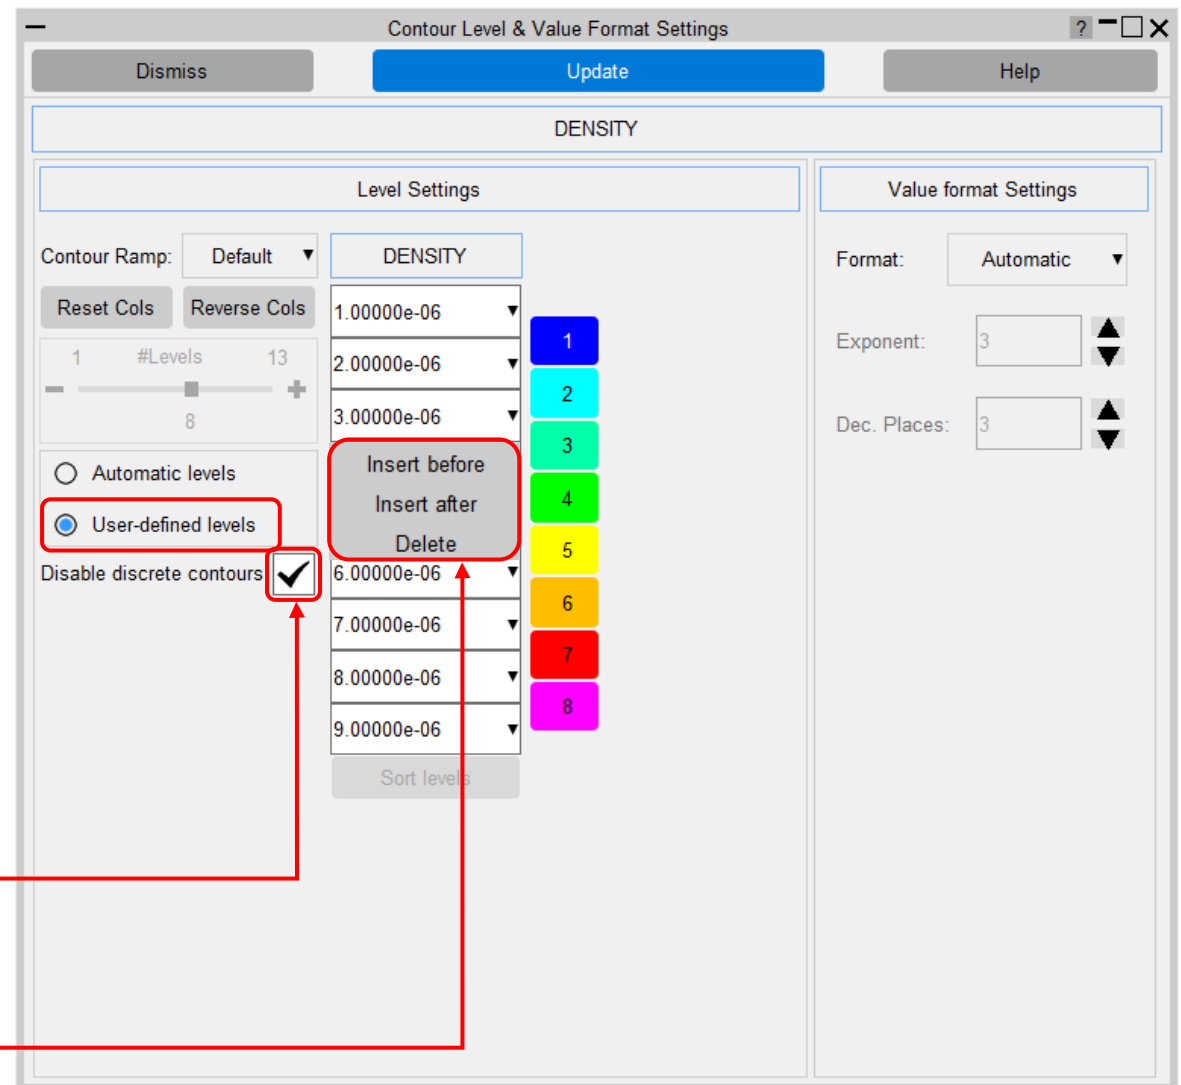 Contour Level & Value Format Settings
?
Dismiss
Update
Help
DENSITY
Level Settings
Value format Settings
Contour Ramp:
Default
DENSITY
Format:
Automatic
Reset Cols
Reverse Cols
1.00000e-06
1
#Levels
13
8
2.00000e-06
3.00000e-06
1
2
3
4
5
6
7
8
Exponent:
3
Dec. Places:
3
Automatic levels
User-defined levels
Disable discrete contours
Insert before
Insert after
Delete
6.00000e-06
7.00000e-06
8.00000e-06
9.00000e-06
Sort levels